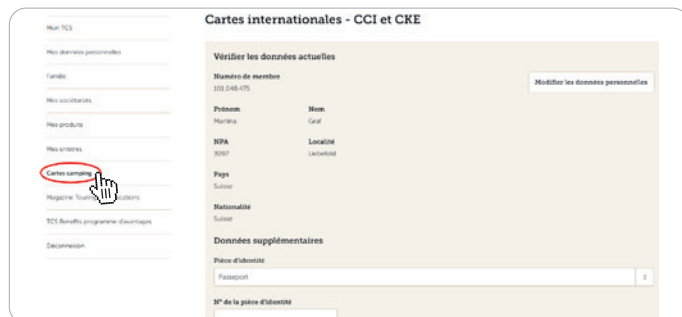 Mon TCS
Mes données personnelles
Famille
Mes sociétariats
Mes produits
Mes sinistres
Cartes camping
Magazine Touring
TCS Benefits programme d'avantages
Déconnexion
Cartes internationales - CCI et CKE
Vérifier les données actuelles
Numéro de membre
101.048.475
Modifier les données personnelles
Prénom Nom
Martina Graf
NPA Localité
3097 Liebefeld
Pays
Suisse
Nationalité
Suisse
Données supplémentaires
Pièce d'identité
Passeport
N° de la pièce d'identité